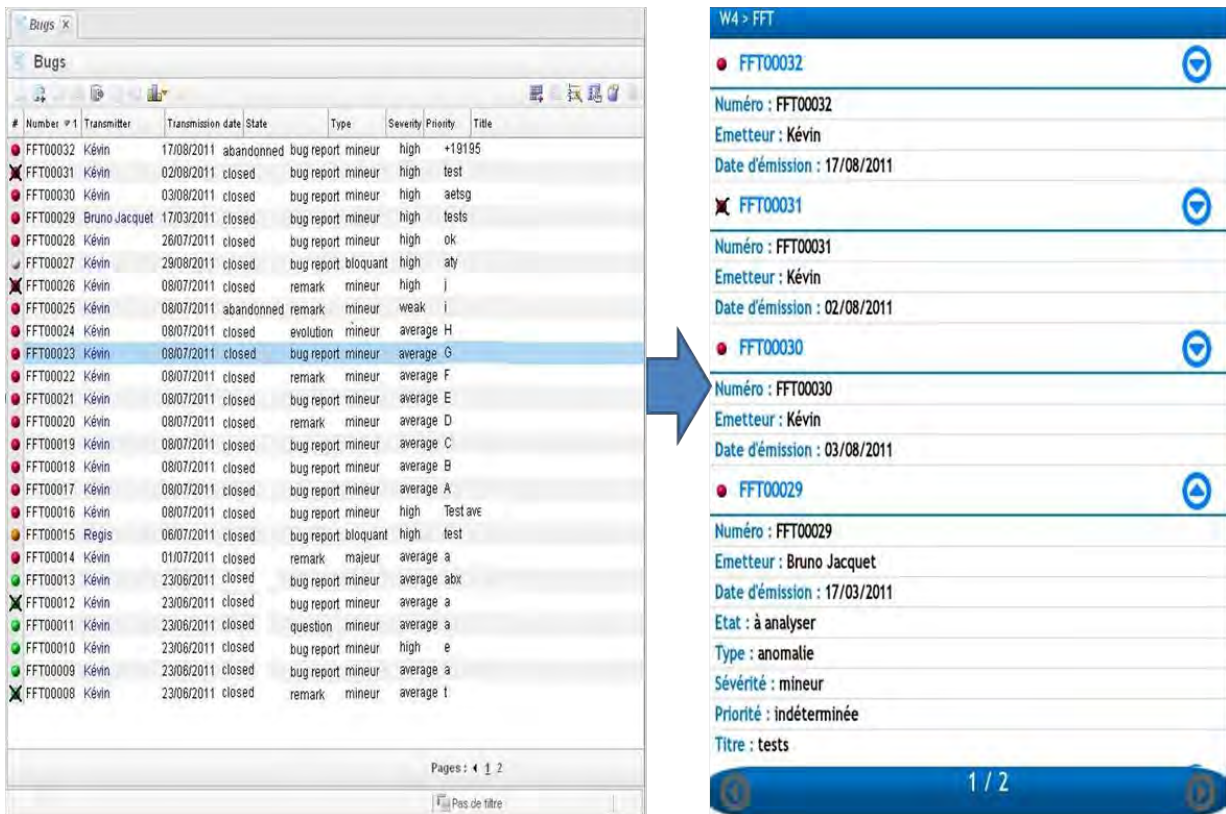 Bugs X
Bugs
# Number 1 Transmitter Transmission date State Type Severity Priority Title
FFT00032 Kévin 17/08/2011 abandonned bug report mineur high +19195
FFT00031 Kévin 02/08/2011 closed bug report mineur high test
FFT00030 Kévin 03/08/2011 closed bug report mineur high aetsg
FFT00029 Bruno Jacquet 17/03/2011 closed bug report mineur high tests
FFT00028 Kévin 26/07/2011 closed bug report mineur high ok
FFT00027 Kévin 29/08/2011 closed bug report bloquant high aty
FFT00026 Kévin 08/07/2011 closed remark mineur high j
FFT00025 Kévin 08/07/2011 abandonned remark mineur weak i
FFT00024 Kévin 08/07/2011 closed evolution mineur average H
FFT00023 Kévin 08/07/2011 closed bug report mineur average G
FFT00022 Kévin 08/07/2011 closed remark mineur average F
FFT00021 Kévin 08/07/2011 closed bug report mineur average E
FFT00020 Kévin 08/07/2011 closed remark mineur average D
FFT00019 Kévin 08/07/2011 closed bug report mineur average C
FFT00018 Kévin 08/07/2011 closed bug report mineur average B
FFT00017 Kévin 08/07/2011 closed bug report mineur average A
FFT00016 Kévin 08/07/2011 closed bug report mineur high Test ave
FFT00015 Regis 06/07/2011 closed bug report bloquant high test
FFT00014 Kévin 01/07/2011 closed remark majeur average a
FFT00013 Kévin 23/06/2011 closed bug report mineur average abx
FFT00012 Kévin 23/06/2011 closed bug report mineur average a
FFT00011 Kévin 23/06/2011 closed question mineur average a
FFT00010 Kévin 23/06/2011 closed bug report mineur high e
FFT00009 Kévin 23/06/2011 closed bug report mineur average a
FFT00008 Kévin 23/06/2011 closed remark mineur average t
Pages : 1 2
Pas de titre
W4 > FFT
FFT00032
Numéro : FFT00032
Emetteur : Kévin
Date d'émission : 17/08/2011
FFT00031
Numéro : FFT00031
Emetteur : Kévin
Date d'émission : 02/08/2011
FFT00030
Numéro : FFT00030
Emetteur : Kévin
Date d'émission : 03/08/2011
FFT00029
Numéro : FFT00029
Emetteur : Bruno Jacquet
Date d'émission : 17/03/2011
Etat : à analyser
Type : anomalie
Sévérité : mineur
Priorité : indéterminée
Titre : tests
1 / 2